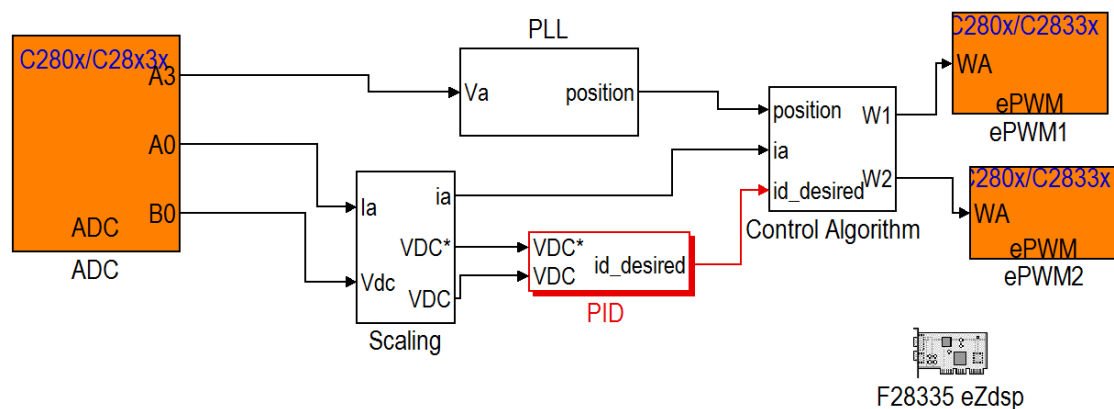 PLL
C280x/C28x3x
A3
A0
B0
ADC
ADC
Va
position
C280x/C2833x
WA
ePWM
ePWM1
position
ia
id_desired
W1
W2
Control Algorithm
C280x/C2833x
WA
ePWM
ePWM2
Ia
Vdc
ia
VDC*
VDC
Scaling
VDC*
VDC
id_desired
PID
F28335 eZdsp